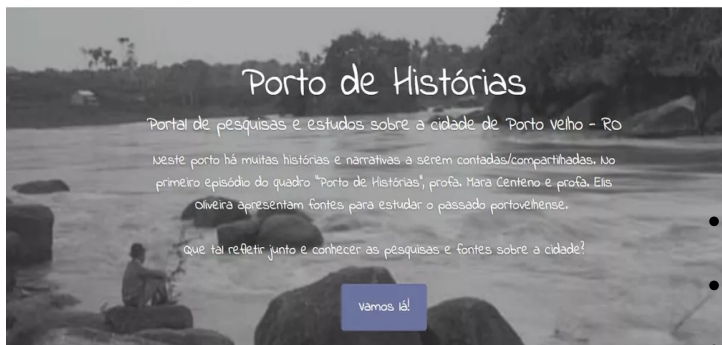 Porto de Histórias
Portal de pesquisas e estudos sobre a cidade de Porto Velho - RO
Neste porto há muitas histórias e narrativas a serem contadas/compartilhadas. No
primeiro episódio do quadro "Porto de Histórias", profa. Mara Centeno e profa. Elis
Oliveira apresentam fontes para estudar o passado portovelhense.
Que tal refletir junto e conhecer as pesquisas e fontes sobre a cidade?
Vamos lá!